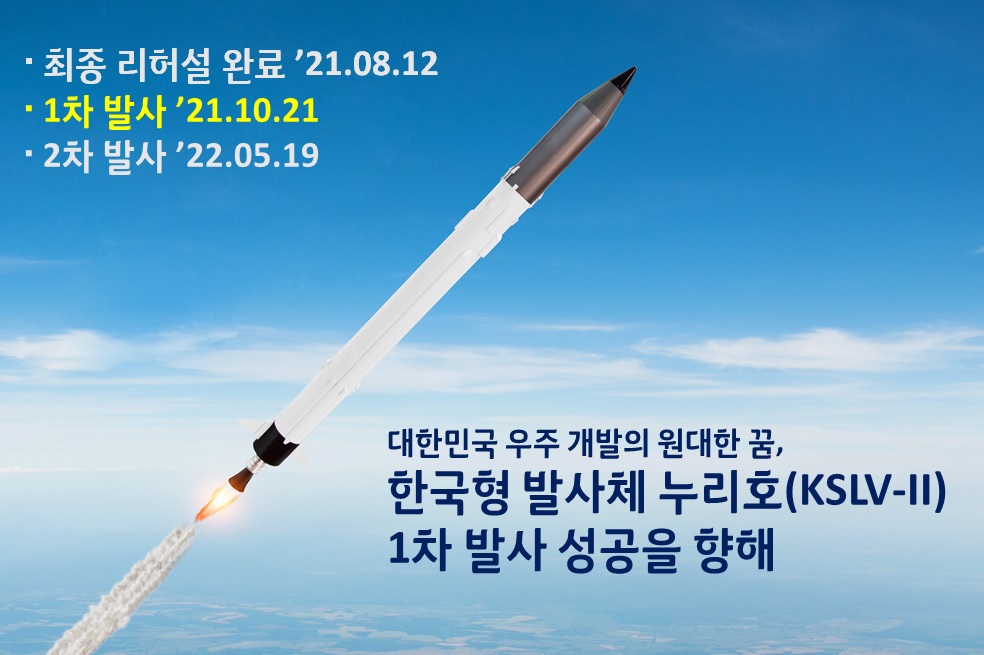 · 최종 리허설 완료 ’21.08.12
· 1차 발사 ’21.10.21
· 2차 발사 ’22.05.19
대한민국 우주 개발의 원대한 꿈,
한국형 발사체 누리호(KSLV-II)
1차 발사 성공을 향해